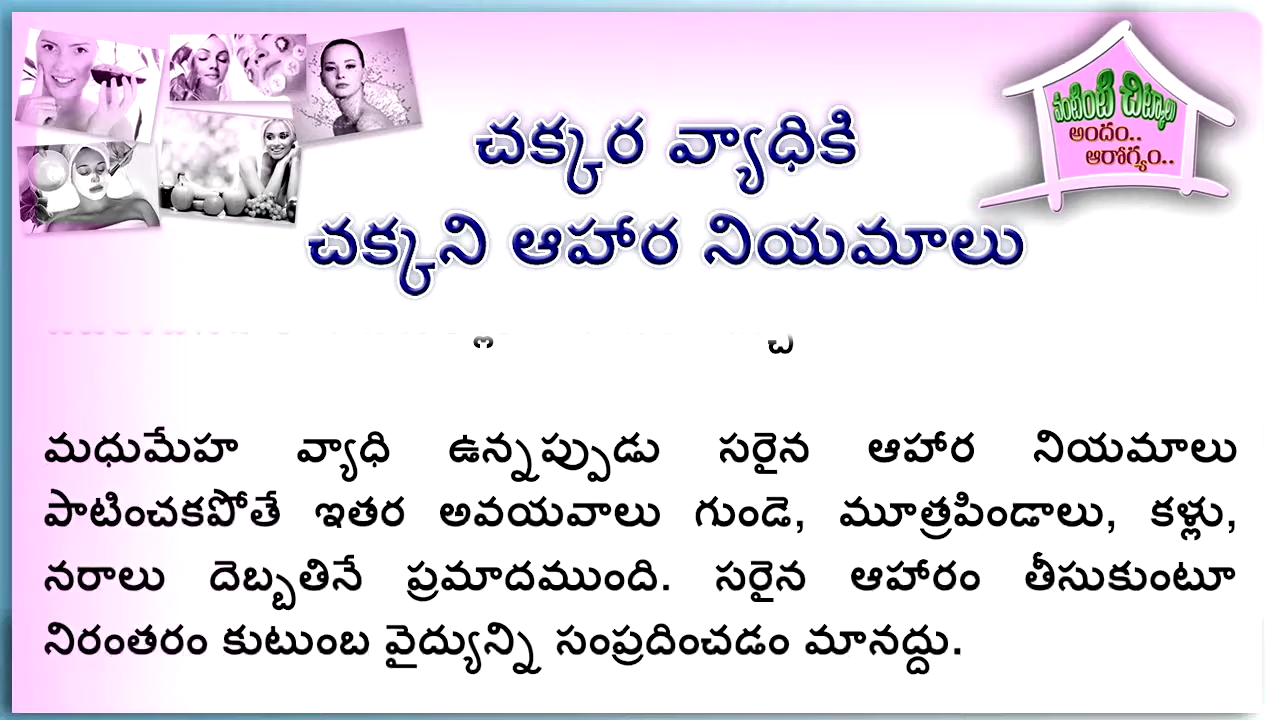 వంటింటి చిట్కాలు
అందం..
ఆరోగ్యం..
చక్కర వ్యాధికి
చక్కని ఆహార నియమాలు
మధుమేహ వ్యాధి ఉన్నప్పుడు సరైన ఆహార నియమాలు
పాటించకపోతే ఇతర అవయవాలు గుండె, మూత్రపిండాలు, కళ్లు,
నరాలు దెబ్బతినే ప్రమాదముంది. సరైన ఆహారం తీసుకుంటూ
నిరంతరం కుటుంబ వైద్యున్ని సంప్రదించడం మానద్దు.